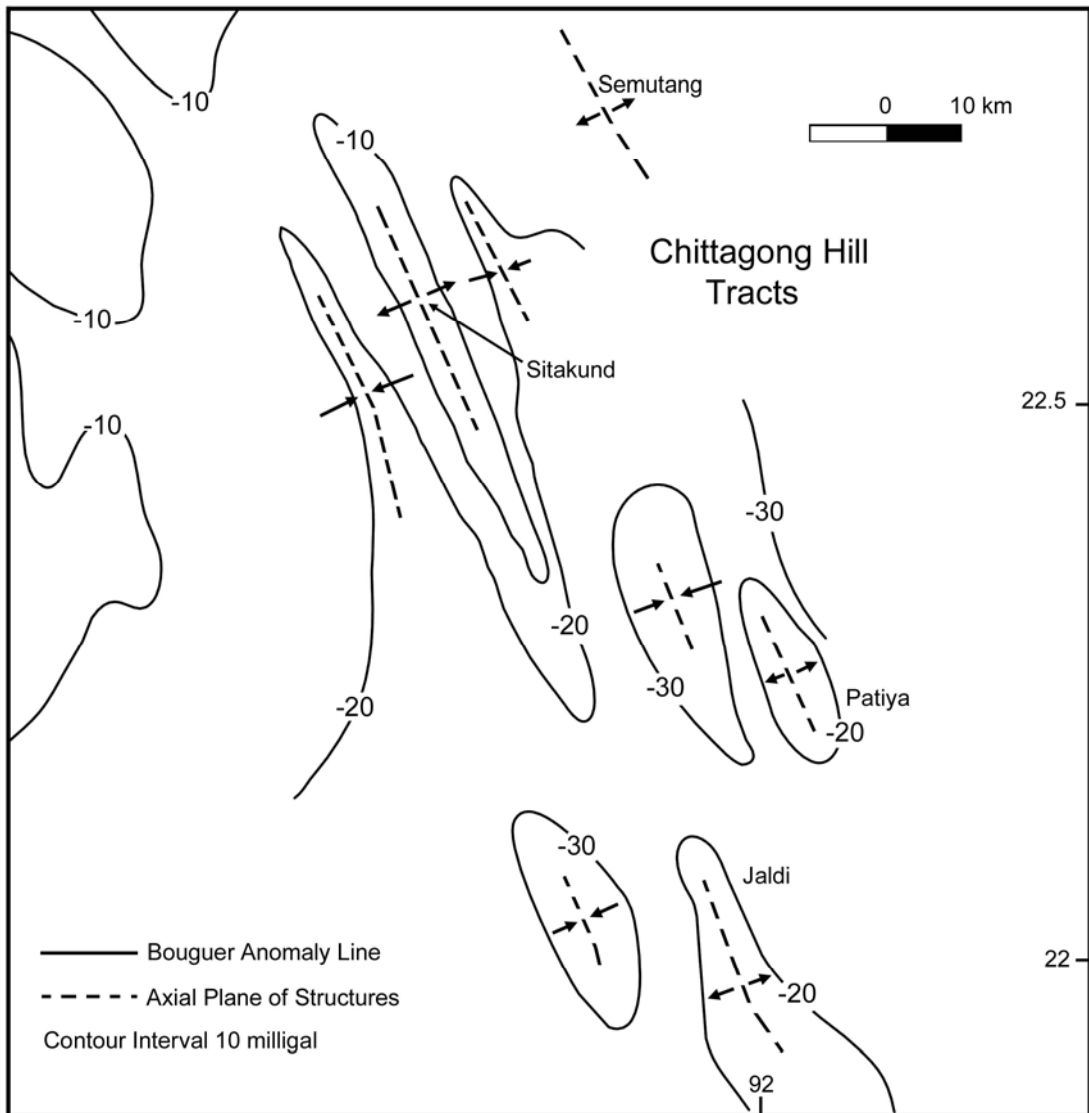 Semutang
0 10 km
-10
-10
Chittagong Hill
Tracts
-10
Sitakund
22.5
-10
-30
-20
-30
-20
Patiya
-20
-30
Jaldi
Bouguer Anomaly Line
22
-20
Axial Plane of Structures
Contour Interval 10 milligal
92